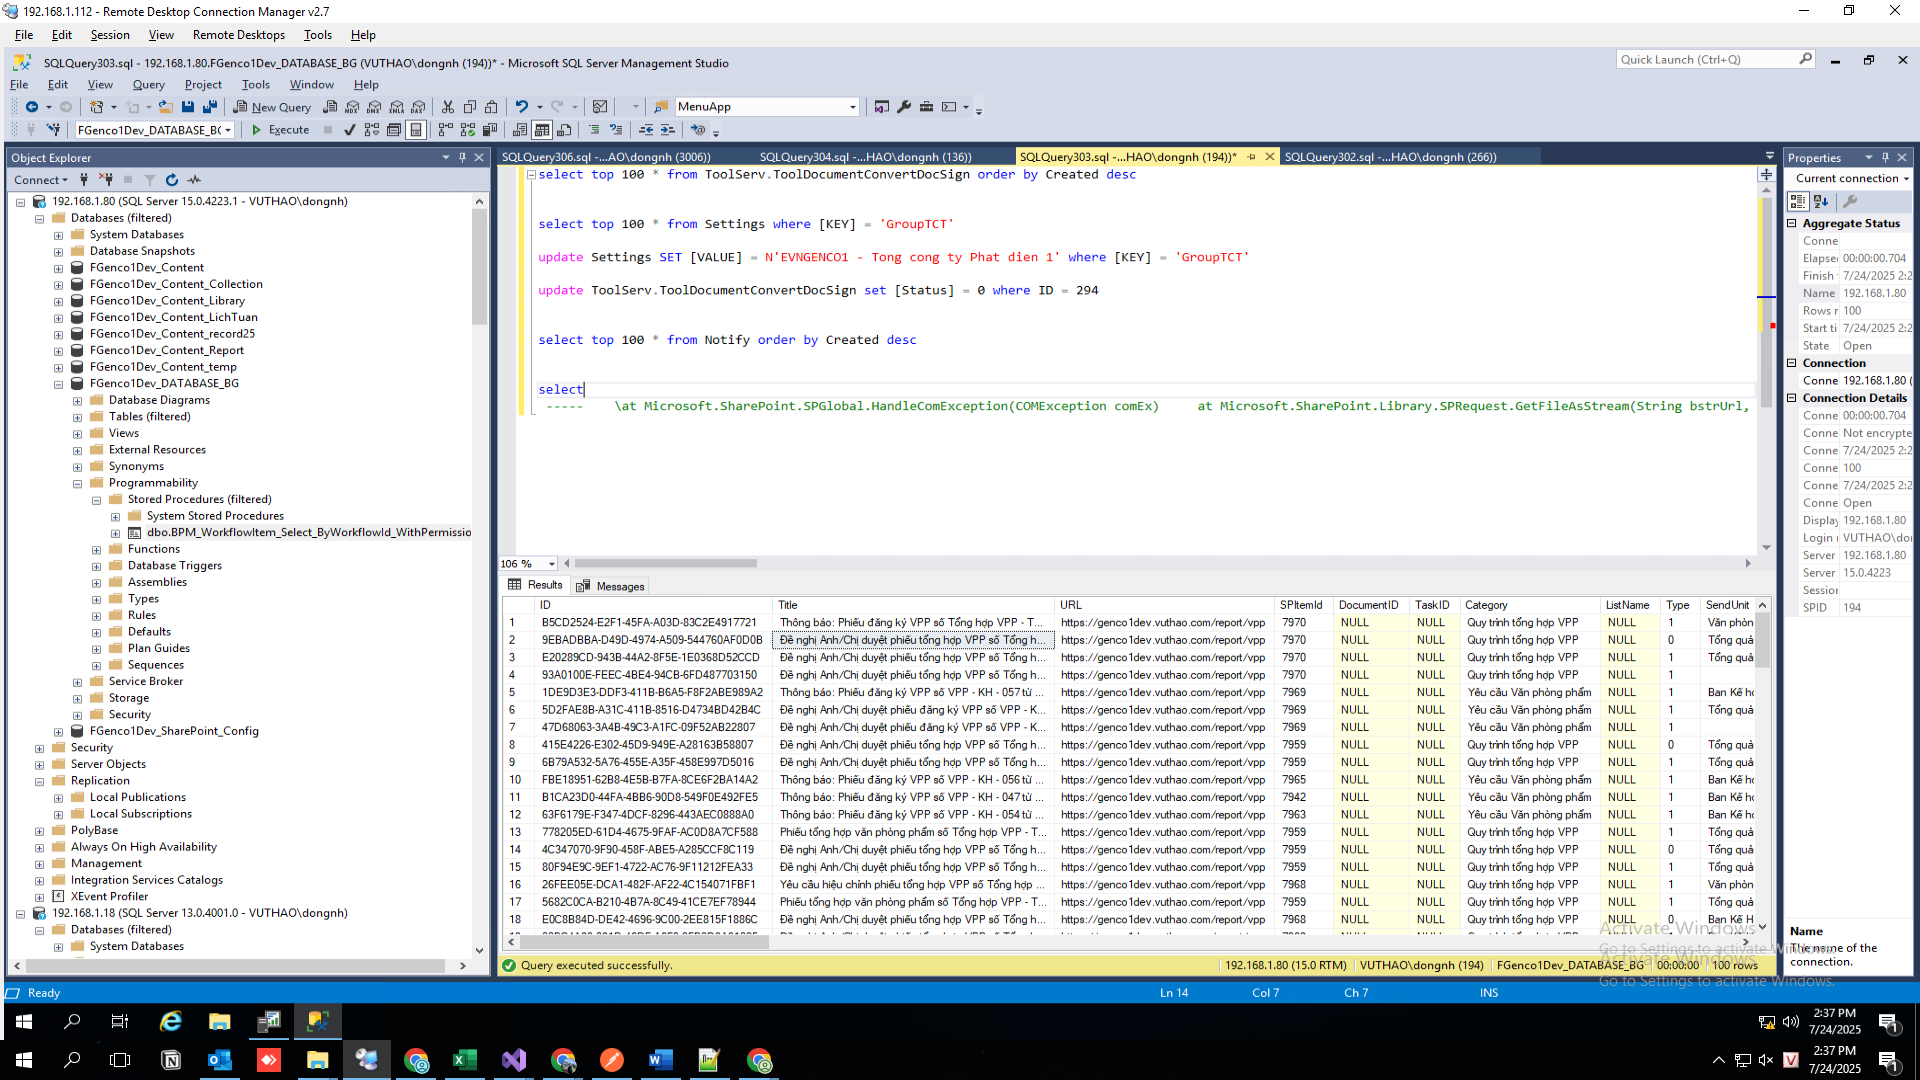 192.168.1.112 - Remote Desktop Connection Manager v2.7
File Edit Session View Remote Desktops Tools Help
SQLQuery303.sql - 192.168.1.80.FGenco1Dev_DATABASE_BG (VUTHAO\dongnh (194))* - Microsoft SQL Server Management Studio
Quick Launch (Ctrl+Q)
File Edit View Query Project Tools Window Help
New Query
MenuApp
FGenco1Dev_DATABASE_BG
Execute
Object Explorer
Connect
192.168.1.80 (SQL Server 15.0.4223.1 - VUTHAO\dongnh)
Databases (filtered)
System Databases
Database Snapshots
FGenco1Dev_Content
FGenco1Dev_Content_Collection
FGenco1Dev_Content_Library
FGenco1Dev_Content_LichTuan
FGenco1Dev_Content_record25
FGenco1Dev_Content_Report
FGenco1Dev_Content_temp
FGenco1Dev_DATABASE_BG
Database Diagrams
Tables (filtered)
Views
External Resources
Synonyms
Programmability
Stored Procedures (filtered)
System Stored Procedures
dbo.BPM_WorkflowItem_Select_ByWorkflowId_WithPermissio
Functions
Database Triggers
Assemblies
Types
Rules
Defaults
Plan Guides
Sequences
Service Broker
Storage
Security
FGenco1Dev_SharePoint_Config
Security
Server Objects
Replication
Local Publications
Local Subscriptions
PolyBase
Always On High Availability
Management
Integration Services Catalogs
XEvent Profiler
192.168.1.18 (SQL Server 13.0.4001.0 - VUTHAO\dongnh)
Databases (filtered)
System Databases
SQLQuery306.sql -...AO\dongnh (3006)) SQLQuery304.sql -...HAO\dongnh (136)) SQLQuery303.sql -...HAO\dongnh (194))* SQLQuery302.sql -...HAO\dongnh (266))
select top 100 * from ToolServ.ToolDocumentConvertDocSign order by Created desc
select top 100 * from Settings where [KEY] = 'GroupTCT'
update Settings SET [VALUE] = N'EVNGENCO1 - Tong cong ty Phat dien 1' where [KEY] = 'GroupTCT'
update ToolServ.ToolDocumentConvertDocSign set [Status] = 0 where ID = 294
select top 100 * from Notify order by Created desc
select
----- \at Microsoft.SharePoint.SPGlobal.HandleComException(COMException comEx) at Microsoft.SharePoint.Library.SPRequest.GetFileAsStream(String bstrUrl,
106 %
Results Messages
ID Title URL SPItemId DocumentID TaskID Category ListName Type SendUnit
1 B5CD2524-E2F1-45FA-A03D-83C2E4917721 Thông báo: Phiếu đăng ký VPP số Tổng hợp VPP - T... https://genco1dev.vuthao.com/report/vpp 7970 NULL NULL Quy trình tổng hợp VPP NULL 1 Văn phòn
2 9EBADBBA-D49D-4974-A509-544760AF0D0B Đề nghị Anh/Chị duyệt phiếu tổng hợp VPP số Tổng h... https://genco1dev.vuthao.com/report/vpp 7970 NULL NULL Quy trình tổng hợp VPP NULL 0 Tổng quả
3 E20289CD-943B-44A2-8F5E-1E0368D52CCD Đề nghị Anh/Chị duyệt phiếu tổng hợp VPP số Tổng h... https://genco1dev.vuthao.com/report/vpp 7970 NULL NULL Quy trình tổng hợp VPP NULL 1 Tổng quả
4 93A0100E-FEEC-4BE4-94CB-6FD487703150 Đề nghị Anh/Chị duyệt phiếu tổng hợp VPP số Tổng h... https://genco1dev.vuthao.com/report/vpp 7970 NULL NULL Quy trình tổng hợp VPP NULL 1
5 1DE9D3E3-DDF3-411B-B6A5-F8F2ABE989A2 Thông báo: Phiếu đăng ký VPP số VPP - KH - 057 từ ... https://genco1dev.vuthao.com/report/vpp 7969 NULL NULL Yêu cầu Văn phòng phẩm NULL 1 Ban Kế ho
6 5D2FAE8B-A31C-411B-8516-D4734BD42B4C Đề nghị Anh/Chị duyệt phiếu đăng ký VPP số VPP - K... https://genco1dev.vuthao.com/report/vpp 7969 NULL NULL Yêu cầu Văn phòng phẩm NULL 1 Tổng quả
7 47D68063-3A4B-49C3-A1FC-09F52AB22807 Đề nghị Anh/Chị duyệt phiếu đăng ký VPP số VPP - K... https://genco1dev.vuthao.com/report/vpp 7969 NULL NULL Yêu cầu Văn phòng phẩm NULL 1
8 415E4226-E302-45D9-949E-A28163B58807 Đề nghị Anh/Chị duyệt phiếu tổng hợp VPP số Tổng h... https://genco1dev.vuthao.com/report/vpp 7959 NULL NULL Quy trình tổng hợp VPP NULL 0 Tổng quả
9 6B79A532-5A76-455E-A35F-458E997D5016 Đề nghị Anh/Chị duyệt phiếu tổng hợp VPP số Tổng h... https://genco1dev.vuthao.com/report/vpp 7959 NULL NULL Quy trình tổng hợp VPP NULL 1 Tổng quả
10 FBE18951-62B8-4E5B-B7FA-8CE6F2BA14A2 Thông báo: Phiếu đăng ký VPP số VPP - KH - 056 từ ... https://genco1dev.vuthao.com/report/vpp 7965 NULL NULL Yêu cầu Văn phòng phẩm NULL 1 Ban Kế ho
11 B1CA23D0-44FA-4BB6-90D8-549F0E492FE5 Thông báo: Phiếu đăng ký VPP số VPP - KH - 047 từ ... https://genco1dev.vuthao.com/report/vpp 7942 NULL NULL Yêu cầu Văn phòng phẩm NULL 1 Ban Kế ho
12 63F6179E-F347-4DCF-8296-443AEC0888A0 Thông báo: Phiếu đăng ký VPP số VPP - KH - 054 từ ... https://genco1dev.vuthao.com/report/vpp 7963 NULL NULL Yêu cầu Văn phòng phẩm NULL 1 Ban Kế ho
13 778205ED-61D4-4675-9FAF-AC0D8A7CF588 Phiếu tổng hợp văn phòng phẩm số Tổng hợp VPP - T... https://genco1dev.vuthao.com/report/vpp 7959 NULL NULL Quy trình tổng hợp VPP NULL 1 Tổng quả
14 4C347070-9F90-458F-ABE5-A285CCF8C119 Đề nghị Anh/Chị duyệt phiếu tổng hợp VPP số Tổng h... https://genco1dev.vuthao.com/report/vpp 7959 NULL NULL Quy trình tổng hợp VPP NULL 0 Tổng quả
15 80F94E9C-9EF1-4722-AC76-9F11212FEA33 Đề nghị Anh/Chị duyệt phiếu tổng hợp VPP số Tổng h... https://genco1dev.vuthao.com/report/vpp 7959 NULL NULL Quy trình tổng hợp VPP NULL 1 Tổng quả
16 26FEE05E-DCA1-482F-AF22-4C154071FBF1 Yêu cầu hiệu chỉnh phiếu tổng hợp VPP số Tổng hợp ... https://genco1dev.vuthao.com/report/vpp 7968 NULL NULL Quy trình tổng hợp VPP NULL 1 Văn phòn
17 5682C0CA-B210-4B7A-8C49-41CE7EF78944 Phiếu tổng hợp văn phòng phẩm số Tổng hợp VPP - T... https://genco1dev.vuthao.com/report/vpp 7959 NULL NULL Quy trình tổng hợp VPP NULL 1 Tổng quả
18 E0C8B84D-DE42-4696-9C00-2EE815F1886C Đề nghị Anh/Chị duyệt phiếu tổng hợp VPP số Tổng h... https://genco1dev.vuthao.com/report/vpp 7968 NULL NULL Quy trình tổng hợp VPP NULL 0 Ban Kế H
Query executed successfully.
192.168.1.80 (15.0 RTM) VUTHAO\dongnh (194) FGenco1Dev_DATABASE_BG 00:00:00 100 rows
Properties
Current connection
Aggregate Status
Conne
Elapse 00:00:00.704
Finish 7/24/2025 2:2
Name 192.168.1.80
Rows r 100
Start ti 7/24/2025 2:2
State Open
Connection
Conne 192.168.1.80 (
Connection Details
Conne 00:00:00.704
Conne Not encrypte
Conne 7/24/2025 2:2
Conne 100
Conne 7/24/2025 2:2
Conne Open
Display 192.168.1.80
Login VUTHAO\do
Server 192.168.1.80
Server 15.0.4223
Session
SPID 194
Name
The name of the connection.
Activate Windows
Go to Settings to activate Windows.
Activate Windows
Go to Settings to activate Windows.
Ready
Ln 14 Col 7 Ch 7 INS
2:37 PM
7/24/2025
2:37 PM
7/24/2025